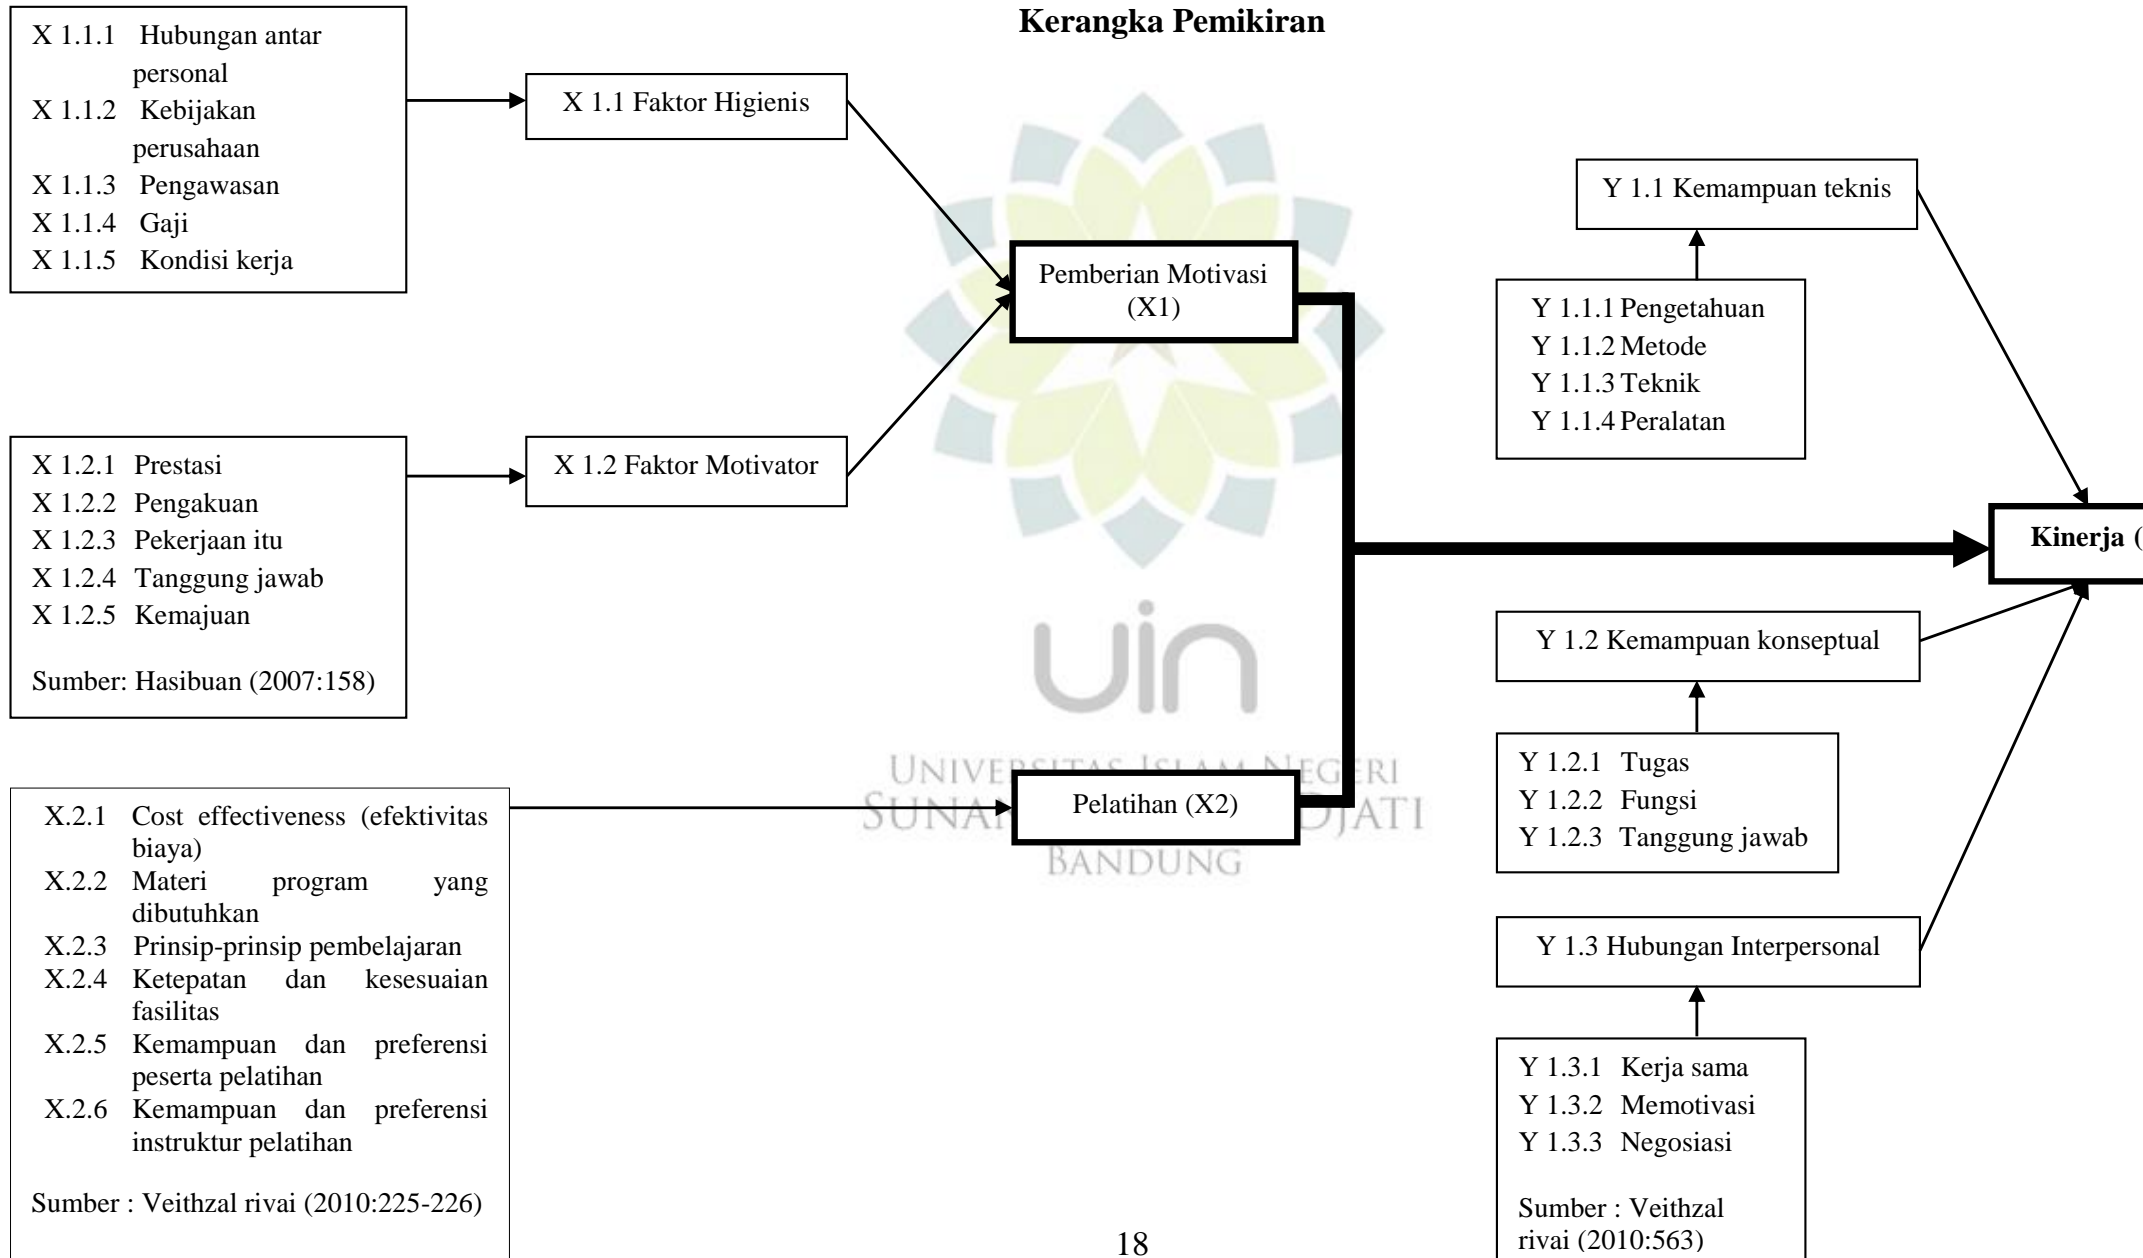 Kerangka Pemikiran
X 1.1.1 Hubungan antar
personal
X 1.1.2 Kebijakan
perusahaan
X 1.1.3 Pengawasan
X 1.1.4 Gaji
X 1.1.5 Kondisi kerja
X 1.1 Faktor Higienis
X 1.2.1 Prestasi
X 1.2.2 Pengakuan
X 1.2.3 Pekerjaan itu
X 1.2.4 Tanggung jawab
X 1.2.5 Kemajuan
Sumber: Hasibuan (2007:158)
X 1.2 Faktor Motivator
Pemberian Motivasi
(X1)
X.2.1 Cost effectiveness (efektivitas
biaya)
X.2.2 Materi program yang
dibutuhkan
X.2.3 Prinsip-prinsip pembelajaran
X.2.4 Ketepatan dan kesesuaian
fasilitas
X.2.5 Kemampuan dan preferensi
peserta pelatihan
X.2.6 Kemampuan dan preferensi
instruktur pelatihan
Sumber : Veithzal rivai (2010:225-226)
Pelatihan (X2)
Y 1.1 Kemampuan teknis
Y 1.1.1 Pengetahuan
Y 1.1.2 Metode
Y 1.1.3 Teknik
Y 1.1.4 Peralatan
Kinerja (
Y 1.2 Kemampuan konseptual
Y 1.2.1 Tugas
Y 1.2.2 Fungsi
Y 1.2.3 Tanggung jawab
Y 1.3 Hubungan Interpersonal
Y 1.3.1 Kerja sama
Y 1.3.2 Memotivasi
Y 1.3.3 Negosiasi
Sumber : Veithzal
rivai (2010:563)
uin
UNIVERSITAS ISLAM NEGERI
BANDUNG
18